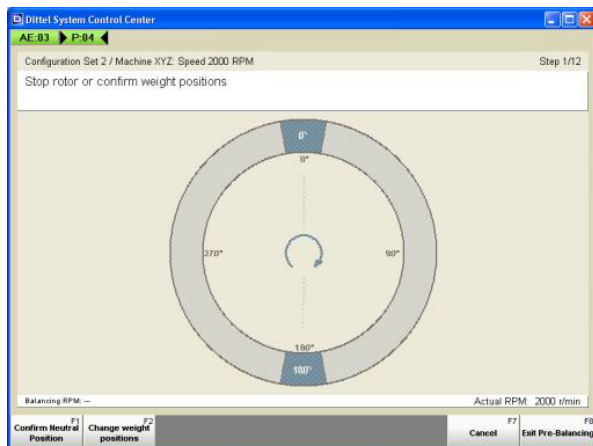 Dittel System Control Center
AE:03 P:04
Configuration Set 2 / Machine XYZ: Speed 2000 RPM Step 1/12
Stop rotor or confirm weight positions
0°
0°
270° 90°
180°
180°
Balancing RPM: -- Actual RPM: 2000 r/min
F1 F2 F7 F8
Confirm Neutral Position Change weight positions Cancel Exit Pre-Balancing